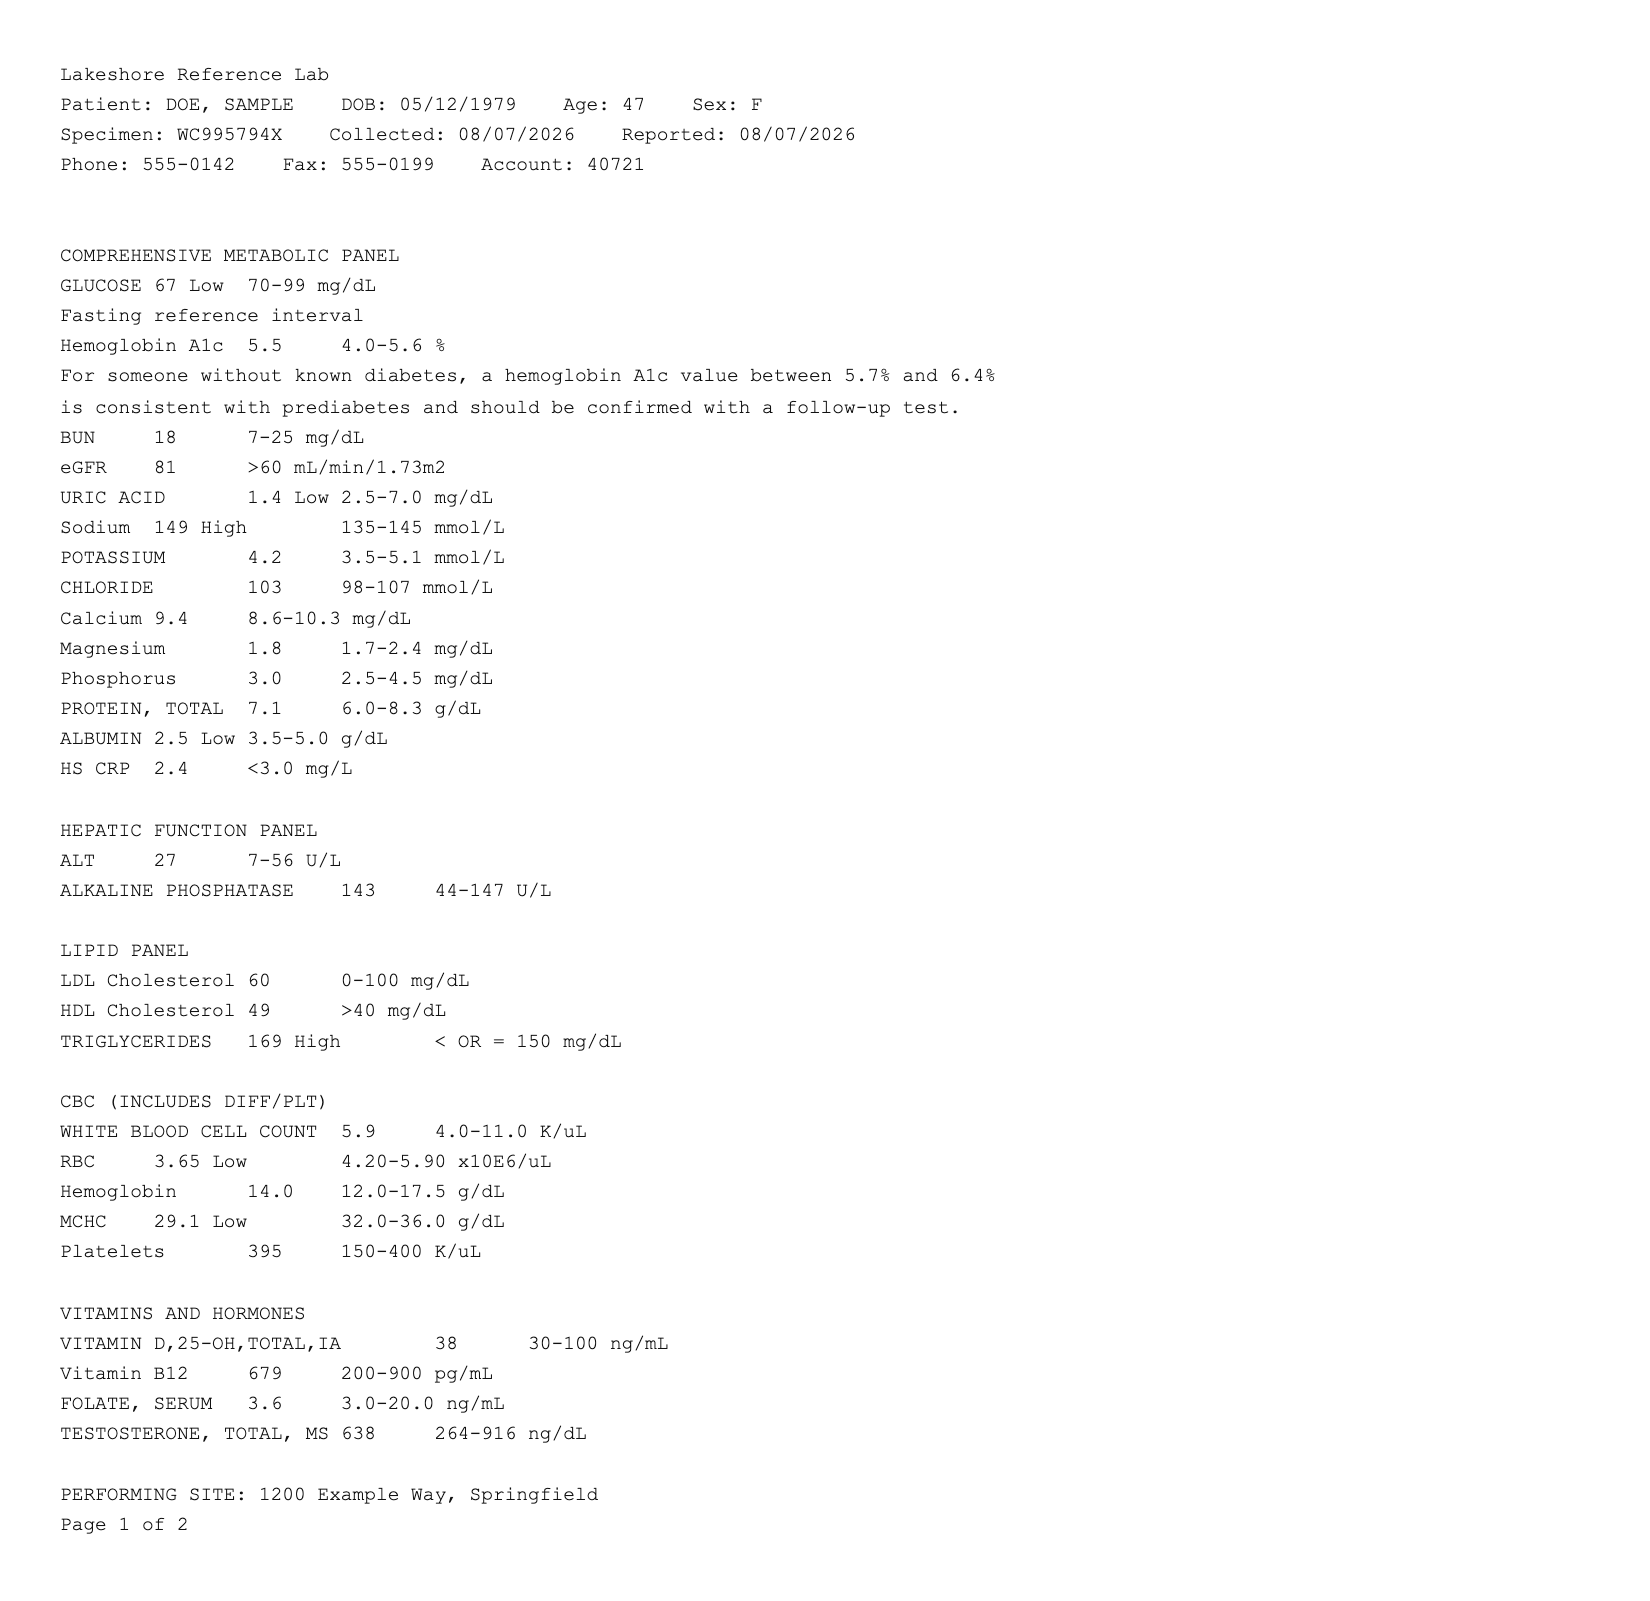 Lakeshore Reference Lab
Patient: DOE, SAMPLE    DOB: 05/12/1979    Age: 47    Sex: F
Specimen: WC995794X    Collected: 08/07/2026    Reported: 08/07/2026
Phone: 555-0142    Fax: 555-0199    Account: 40721

COMPREHENSIVE METABOLIC PANEL
GLUCOSE 67 Low  70-99 mg/dL
Fasting reference interval
Hemoglobin A1c  5.5     4.0-5.6 %
For someone without known diabetes, a hemoglobin A1c value between 5.7% and 6.4%
is consistent with prediabetes and should be confirmed with a follow-up test.
BUN     18      7-25 mg/dL
eGFR    81      >60 mL/min/1.73m2
URIC ACID       1.4 Low 2.5-7.0 mg/dL
Sodium  149 High        135-145 mmol/L
POTASSIUM       4.2     3.5-5.1 mmol/L
CHLORIDE        103     98-107 mmol/L
Calcium 9.4     8.6-10.3 mg/dL
Magnesium       1.8     1.7-2.4 mg/dL
Phosphorus      3.0     2.5-4.5 mg/dL
PROTEIN, TOTAL  7.1     6.0-8.3 g/dL
ALBUMIN 2.5 Low 3.5-5.0 g/dL
HS CRP  2.4     <3.0 mg/L

HEPATIC FUNCTION PANEL
ALT     27      7-56 U/L
ALKALINE PHOSPHATASE    143     44-147 U/L

LIPID PANEL
LDL Cholesterol 60      0-100 mg/dL
HDL Cholesterol 49      >40 mg/dL
TRIGLYCERIDES   169 High        < OR = 150 mg/dL

CBC (INCLUDES DIFF/PLT)
WHITE BLOOD CELL COUNT  5.9     4.0-11.0 K/uL
RBC     3.65 Low        4.20-5.90 x10E6/uL
Hemoglobin      14.0    12.0-17.5 g/dL
MCHC    29.1 Low        32.0-36.0 g/dL
Platelets       395     150-400 K/uL

VITAMINS AND HORMONES
VITAMIN D,25-OH,TOTAL,IA        38      30-100 ng/mL
Vitamin B12     679     200-900 pg/mL
FOLATE, SERUM   3.6     3.0-20.0 ng/mL
TESTOSTERONE, TOTAL, MS 638     264-916 ng/dL

PERFORMING SITE: 1200 Example Way, Springfield
Page 1 of 2